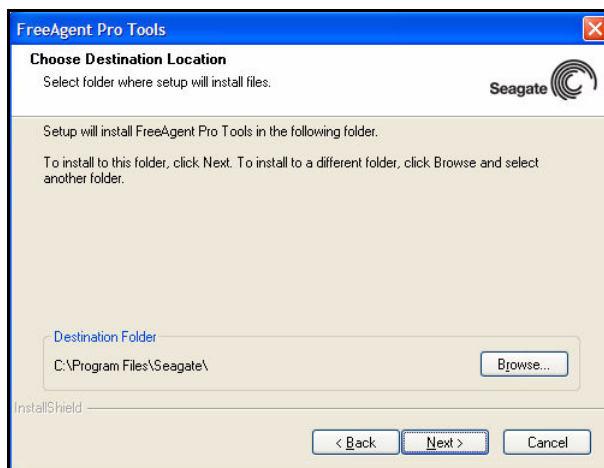 FreeAgent Pro Tools
Choose Destination Location
Select folder where setup will install files.
Seagate
Setup will install FreeAgent Pro Tools in the following folder.
To install to this folder, click Next. To install to a different folder, click Browse and select
another folder.
Destination Folder
C:\Program Files\Seagate\
Browse...
InstallShield
< Back
Next >
Cancel